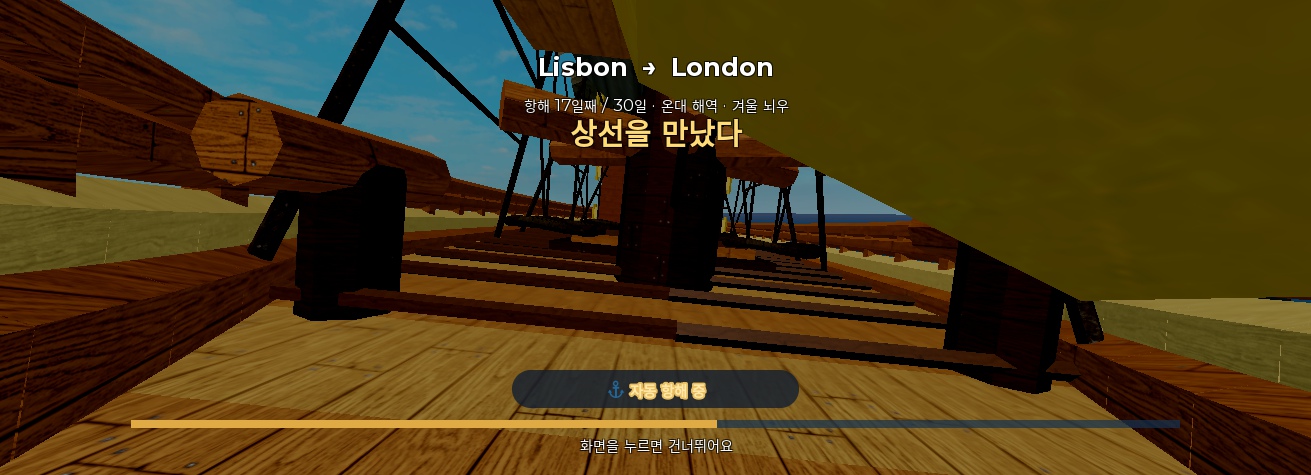 Lisbon → London
항해 17일째 / 30일 · 온대 해역 · 겨울 뇌우
상선을 만났다
⚓ 자동 항해 중
화면을 누르면 건너뛰어요